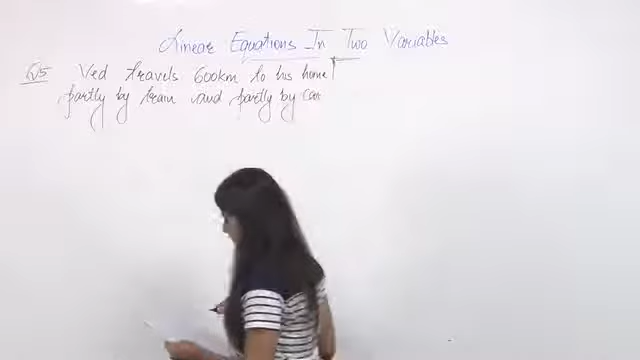 Linear Equations In Two Variables
Q5 Ved travels 600km to his home
partly by train and partly by car